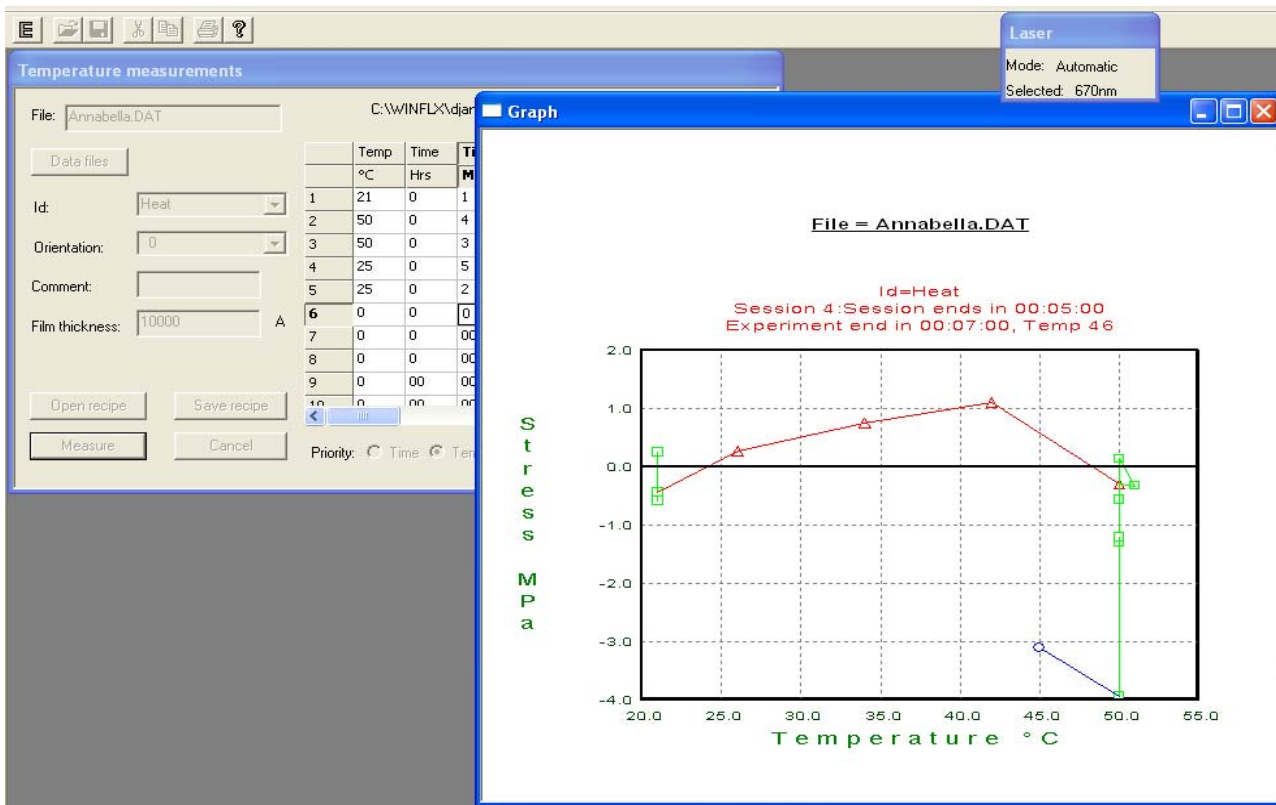 E
?
Laser
Mode: Automatic
Selected: 670nm
Temperature measurements
File: Annabella.DAT
C:\WINFLX\djar
Data files
Id: Heat
Orientation: 0
Comment:
Film thickness: 10000 A
Open recipe Save recipe
Measure Cancel
Temp Time Ti
°C Hrs M
1 21 0 1
2 50 0 4
3 50 0 3
4 25 0 5
5 25 0 2
6 0 0 0
7 0 0 00
8 0 0 00
9 0 00 00
10 0 00 00
Priority: Time Ten
Graph
File = Annabella.DAT
Id=Heat
Session 4:Session ends in 00:05:00
Experiment end in 00:07:00, Temp 46
Stress MPa
2.0
1.0
0.0
-1.0
-2.0
-3.0
-4.0
20.0 25.0 30.0 35.0 40.0 45.0 50.0 55.0
Temperature °C